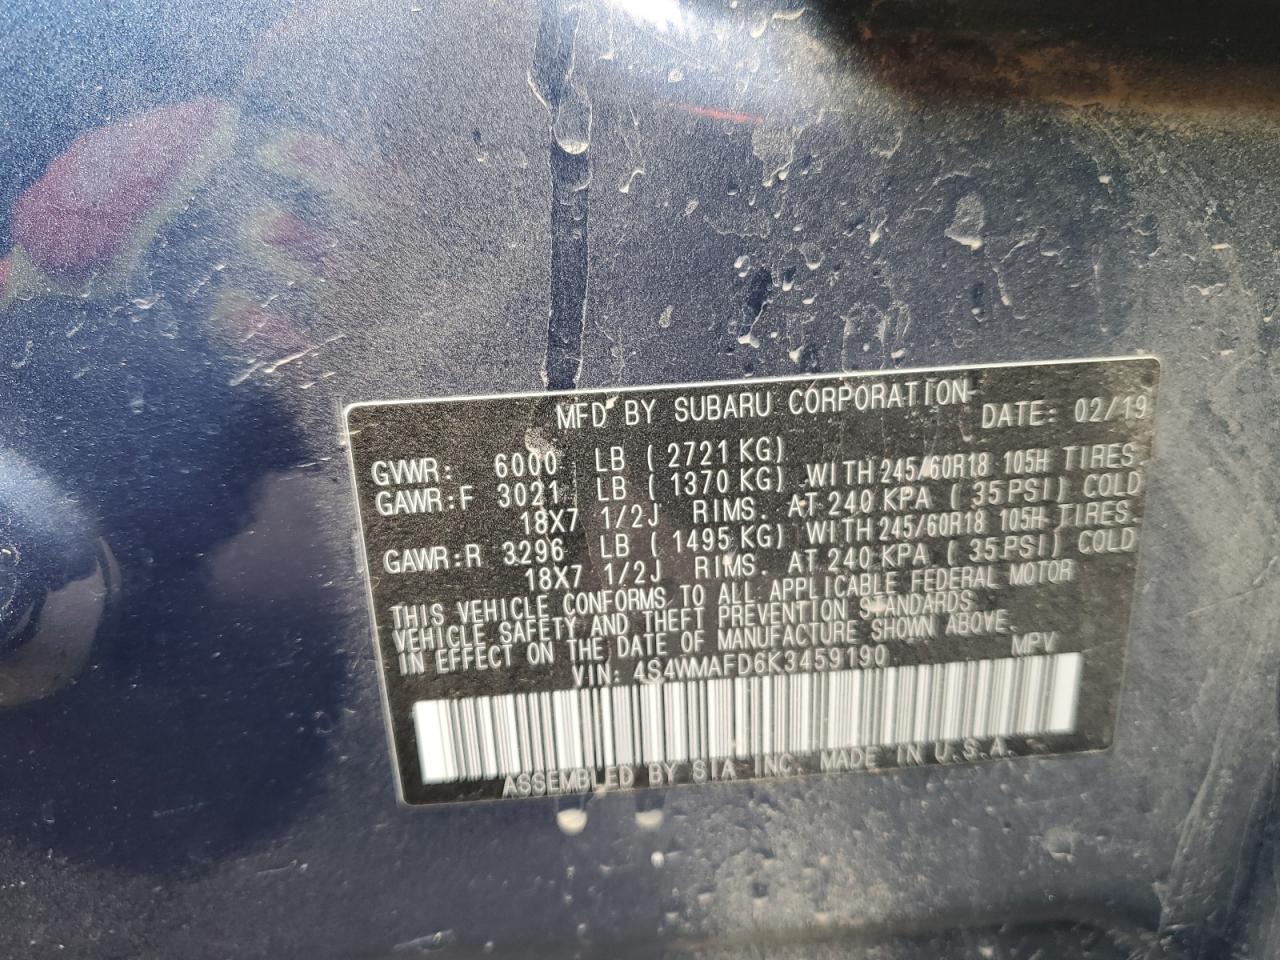 MFD BY SUBARU CORPORATION DATE: 02/19
GVWR: 6000 LB ( 2721 KG)
GAWR:F 3021 LB ( 1370 KG) WITH 245/60R18 105H TIRES.
18X7 1/2J RIMS. AT 240 KPA ( 35 PSI) COLD
GAWR:R 3296 LB ( 1495 KG) WITH 245/60R18 105H TIRES.
18X7 1/2J RIMS. AT 240 KPA ( 35 PSI) COLD
THIS VEHICLE CONFORMS TO ALL APPLICABLE FEDERAL MOTOR
VEHICLE SAFETY AND THEFT PREVENTION STANDARDS
IN EFFECT ON THE DATE OF MANUFACTURE SHOWN ABOVE.
VIN: 4S4WMAFD6K3459190 MPV
ASSEMBLED BY SIA INC. MADE IN U.S.A.